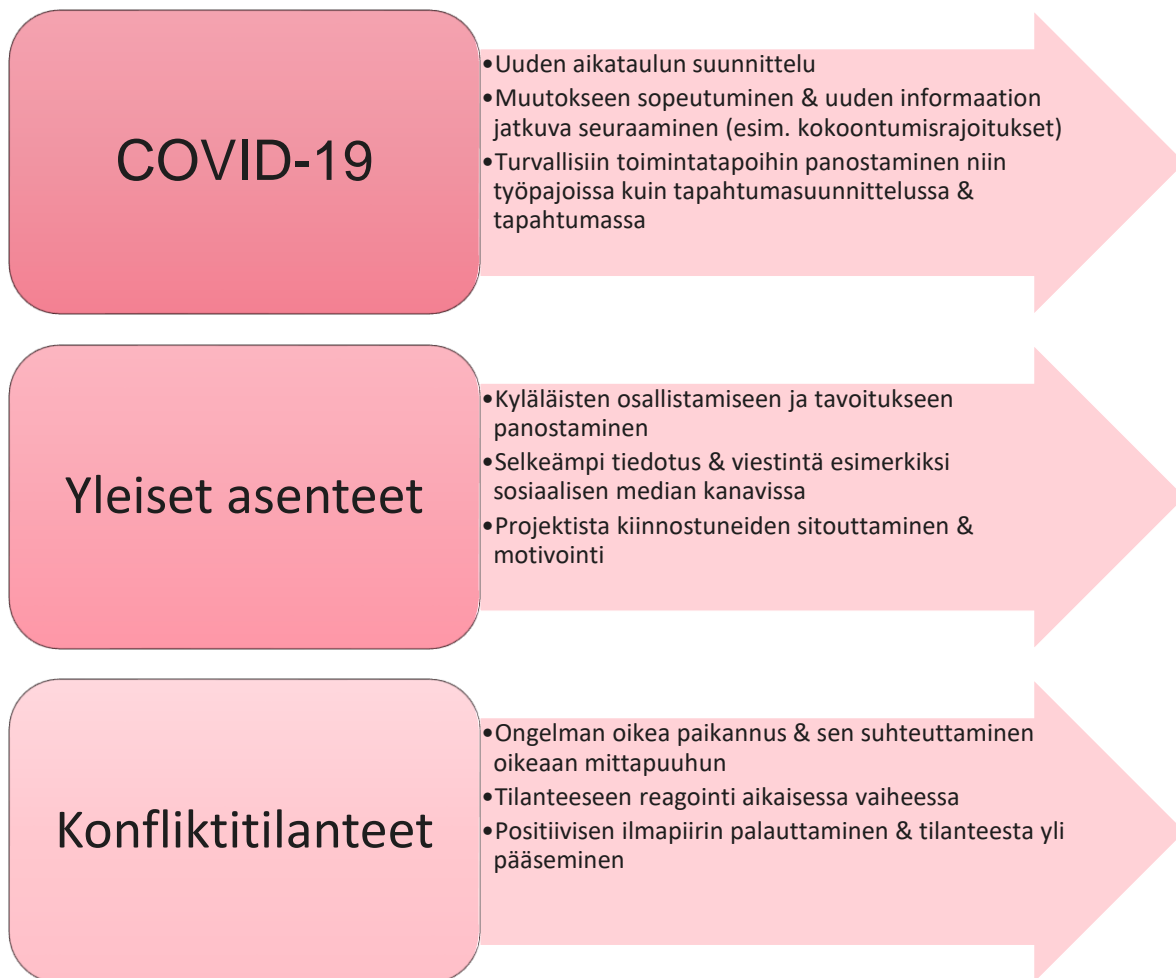 COVID-19
•Uuden aikataulun suunnittelu
•Muutokseen sopeutuminen & uuden informaation
jatkuva seuraaminen (esim. kokoontumisrajoitukset)
•Turvallisiin toimintatapoihin panostaminen niin
työpajoissa kuin tapahtumasuunnittelussa &
tapahtumassa
Yleiset asenteet
•Kyläläisten osallistamiseen ja tavoitukseen
panostaminen
•Selkeämpi tiedotus & viestintä esimerkiksi
sosiaalisen median kanavissa
•Projektista kiinnostuneiden sitouttaminen &
motivointi
Konfliktitilanteet
•Ongelman oikea paikannus & sen suhteuttaminen
oikeaan mittapuuhun
•Tilanteeseen reagointi aikaisessa vaiheessa
•Positiivisen ilmapiirin palauttaminen & tilanteesta yli
pääseminen